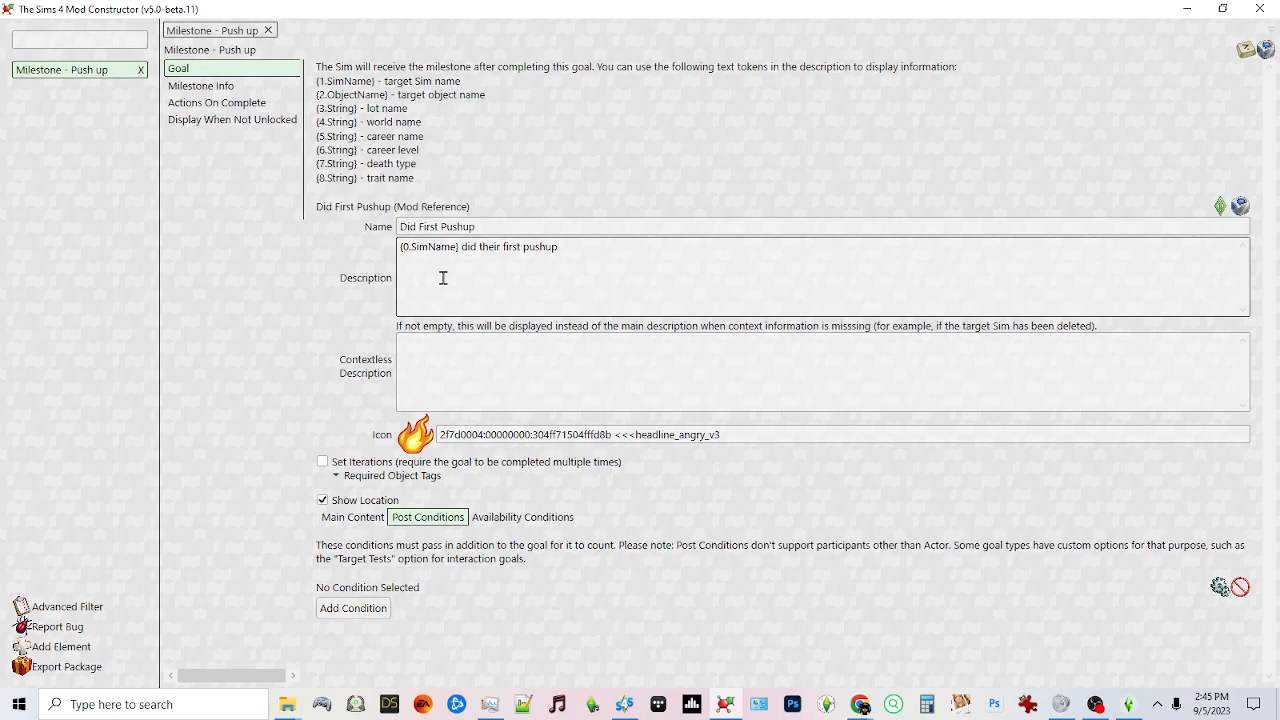 The Sims 4 Mod Constructor (v5.0-beta.11)
Milestone - Push up X
Milestone - Push up
Milestone - Push up X
Goal
Milestone Info
Actions On Complete
Display When Not Unlocked
The Sim will receive the milestone after completing this goal. You can use the following text tokens in the description to display information:
{1.SimName} - target Sim name
{2.ObjectName} - target object name
{3.String} - lot name
{4.String} - world name
{5.String} - career name
{6.String} - career level
{7.String} - death type
{8.String} - trait name
Did First Pushup (Mod Reference)
Name Did First Pushup
{0.SimName} did their first pushup
Description
If not empty, this will be displayed instead of the main description when context information is misssing (for example, if the target Sim has been deleted).
Contextless
Description
Icon 2f7d0004:00000000:304ff71504fffd8b <<<headline_angry_v3
Set Iterations (require the goal to be completed multiple times)
Required Object Tags
Show Location
Main Content Post Conditions Availability Conditions
These conditions must pass in addition to the goal for it to count. Please note: Post Conditions don't support participants other than Actor. Some goal types have custom options for that purpose, such as
the "Target Tests" option for interaction goals.
No Condition Selected
Add Condition
Advanced Filter
Report Bug
Add Element
Export Package
Type here to search
DS
EA
Ps
Ps
2:45 PM
9/5/2023